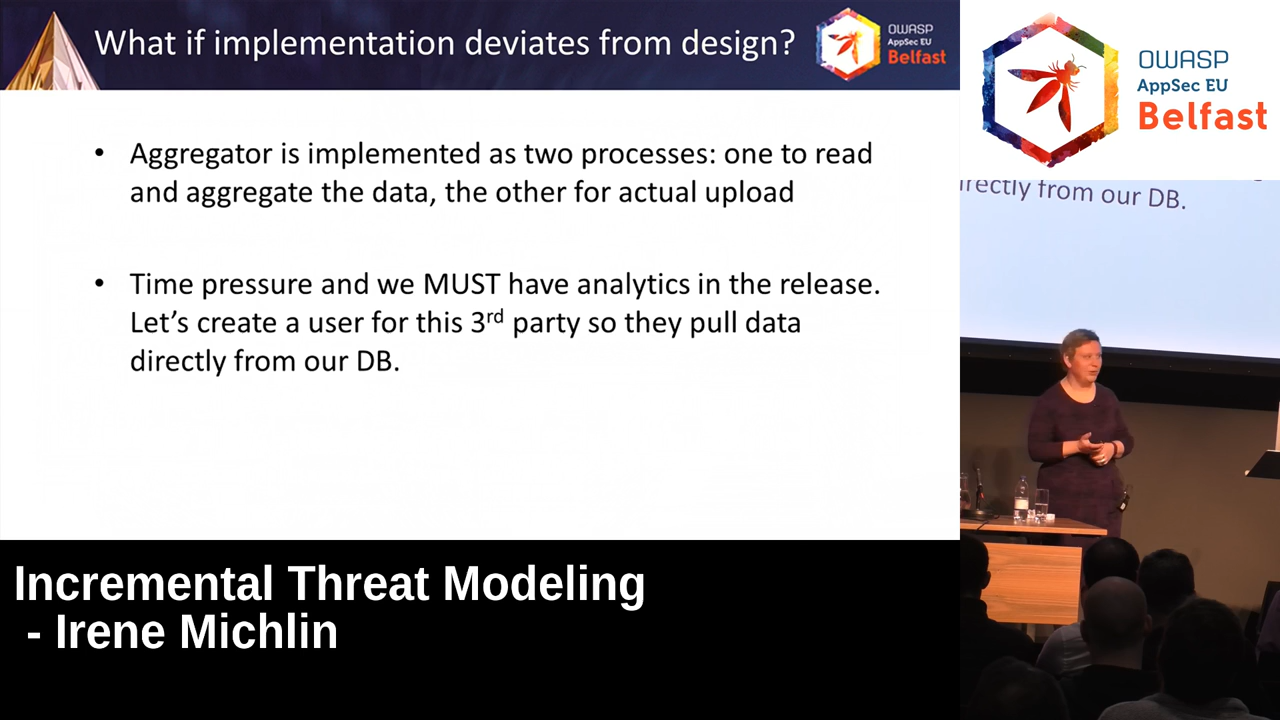 What if implementation deviates from design?
OWASP
AppSec EU
Belfast
• Aggregator is implemented as two processes: one to read
and aggregate the data, the other for actual upload
• Time pressure and we MUST have analytics in the release.
Let’s create a user for this 3rd party so they pull data
directly from our DB.
OWASP
AppSec EU
Belfast
directly from our DB.
Incremental Threat Modeling
- Irene Michlin